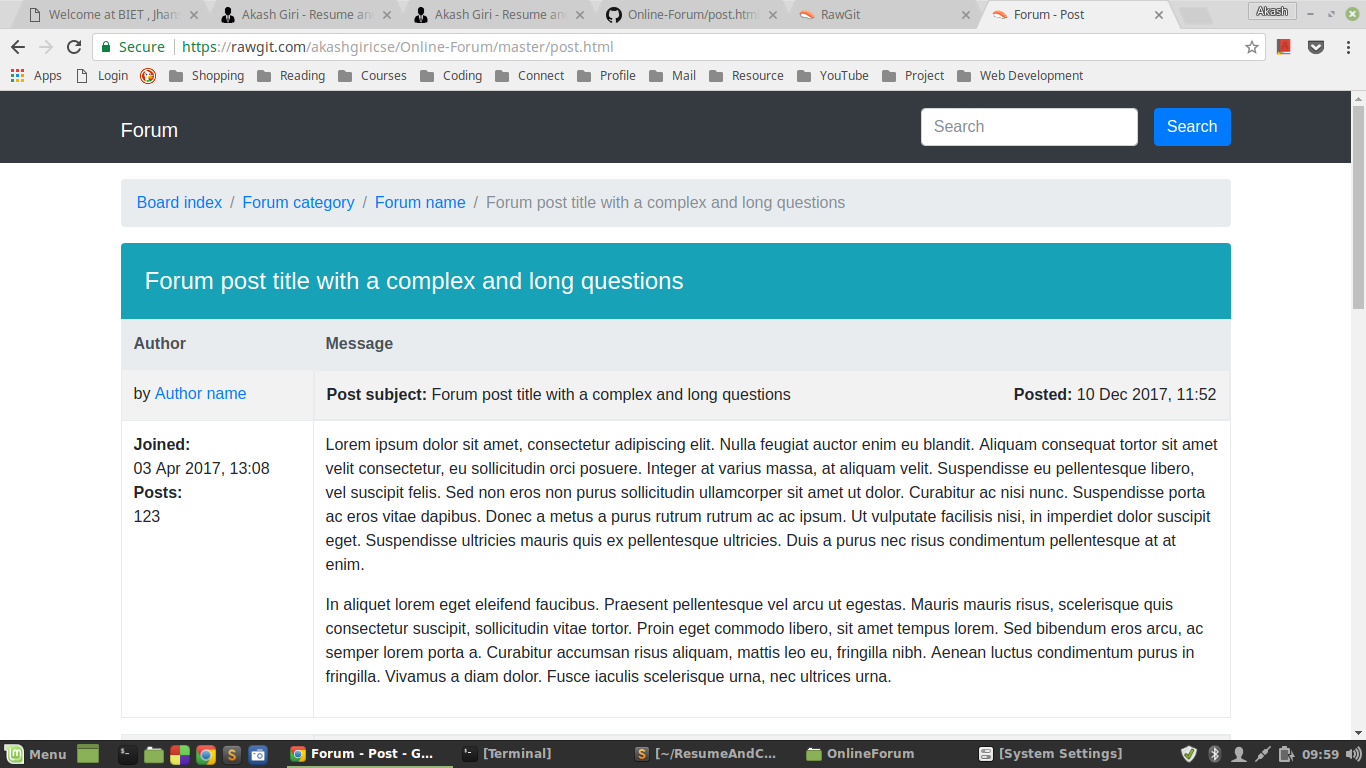 Welcome at BIET , Jhans
Akash Giri - Resume and
Akash Giri - Resume and
Online-Forum/post.html
RawGit
Forum - Post
Akash
Secure https://rawgit.com/akashgiricse/Online-Forum/master/post.html
Apps Login Shopping Reading Courses Coding Connect Profile Mail Resource YouTube Project Web Development
Forum Search Search
Board index / Forum category / Forum name / Forum post title with a complex and long questions
Forum post title with a complex and long questions
Author Message
by Author name Post subject: Forum post title with a complex and long questions Posted: 10 Dec 2017, 11:52
Joined:
03 Apr 2017, 13:08
Posts:
123
Lorem ipsum dolor sit amet, consectetur adipiscing elit. Nulla feugiat auctor enim eu blandit. Aliquam consequat tortor sit amet
velit consectetur, eu sollicitudin orci posuere. Integer at varius massa, at aliquam velit. Suspendisse eu pellentesque libero,
vel suscipit felis. Sed non eros non purus sollicitudin ullamcorper sit amet ut dolor. Curabitur ac nisi nunc. Suspendisse porta
ac eros vitae dapibus. Donec a metus a purus rutrum rutrum ac ac ipsum. Ut vulputate facilisis nisi, in imperdiet dolor suscipit
eget. Suspendisse ultricies mauris quis ex pellentesque ultricies. Duis a purus nec risus condimentum pellentesque at at
enim.
In aliquet lorem eget eleifend faucibus. Praesent pellentesque vel arcu ut egestas. Mauris mauris risus, scelerisque quis
consectetur suscipit, sollicitudin vitae tortor. Proin eget commodo libero, sit amet tempus lorem. Sed bibendum eros arcu, ac
semper lorem porta a. Curabitur accumsan risus aliquam, mattis leo eu, fringilla nibh. Aenean luctus condimentum purus in
fringilla. Vivamus a diam dolor. Fusce iaculis scelerisque urna, nec ultrices urna.
Menu Forum - Post - G... [Terminal] [~/ResumeAndC... OnlineForum [System Settings] 09:59